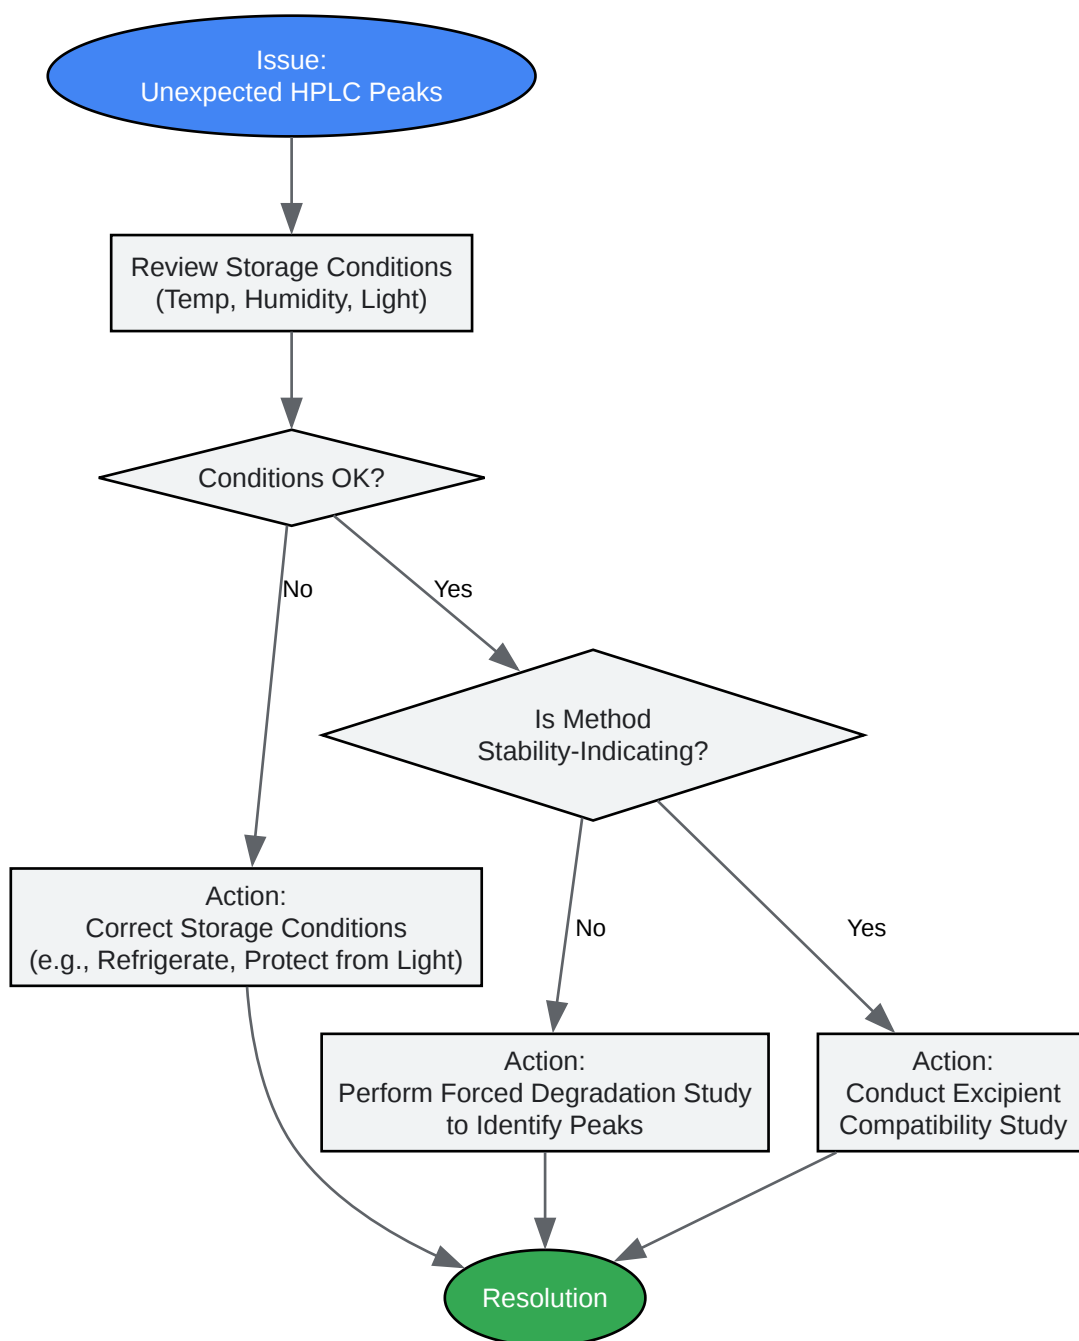 Issue:
Unexpected HPLC Peaks
Review Storage Conditions
(Temp, Humidity, Light)
Conditions OK?
No
Yes
Is Method
Stability-Indicating?
Action:
Correct Storage Conditions
(e.g., Refrigerate, Protect from Light)
No
Yes
Action:
Perform Forced Degradation Study
to Identify Peaks
Action:
Conduct Excipient
Compatibility Study
Resolution